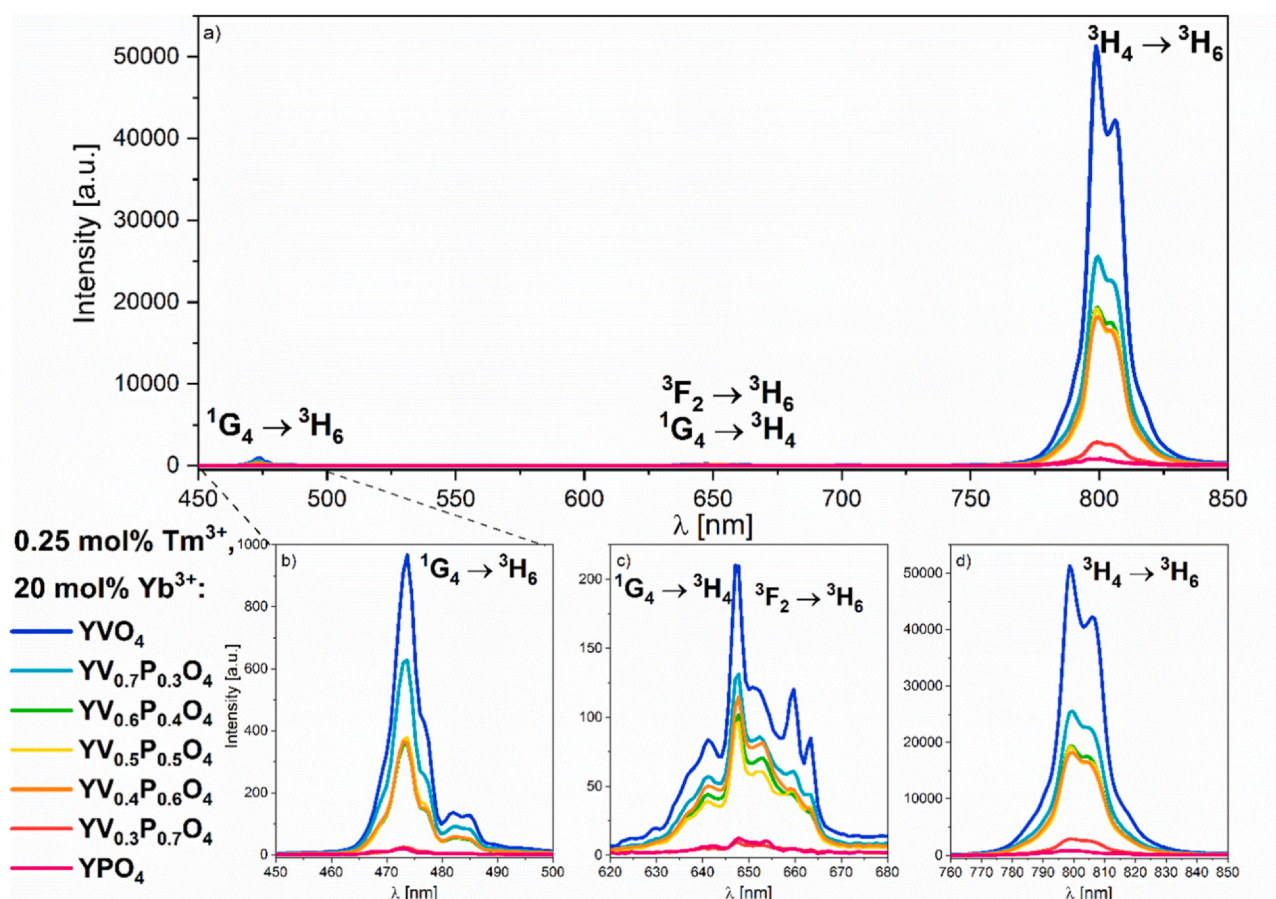 a)
³H₄ → ³H₆
50000
40000
30000
20000
10000
0
Intensity [a.u.]
³F₂ → ³H₆
¹G₄ → ³H₆
¹G₄ → ³H₄
450 500 550 600 650 700 750 800 850
λ [nm]
0.25 mol% Tm³⁺,
20 mol% Yb³⁺:
YVO₄
YV₀.₇P₀.₃O₄
YV₀.₆P₀.₄O₄
YV₀.₅P₀.₅O₄
YV₀.₄P₀.₆O₄
YV₀.₃P₀.₇O₄
YPO₄
b)
¹G₄ → ³H₆
1000
800
600
400
200
0
Intensity [a.u.]
450 460 470 480 490 500
λ [nm]
c)
¹G₄ → ³H₄ ³F₂ → ³H₆
200
150
100
50
0
620 630 640 650 660 670 680
λ [nm]
d)
³H₄ → ³H₆
50000
40000
30000
20000
10000
0
760 770 780 790 800 810 820 830 840 850
λ [nm]